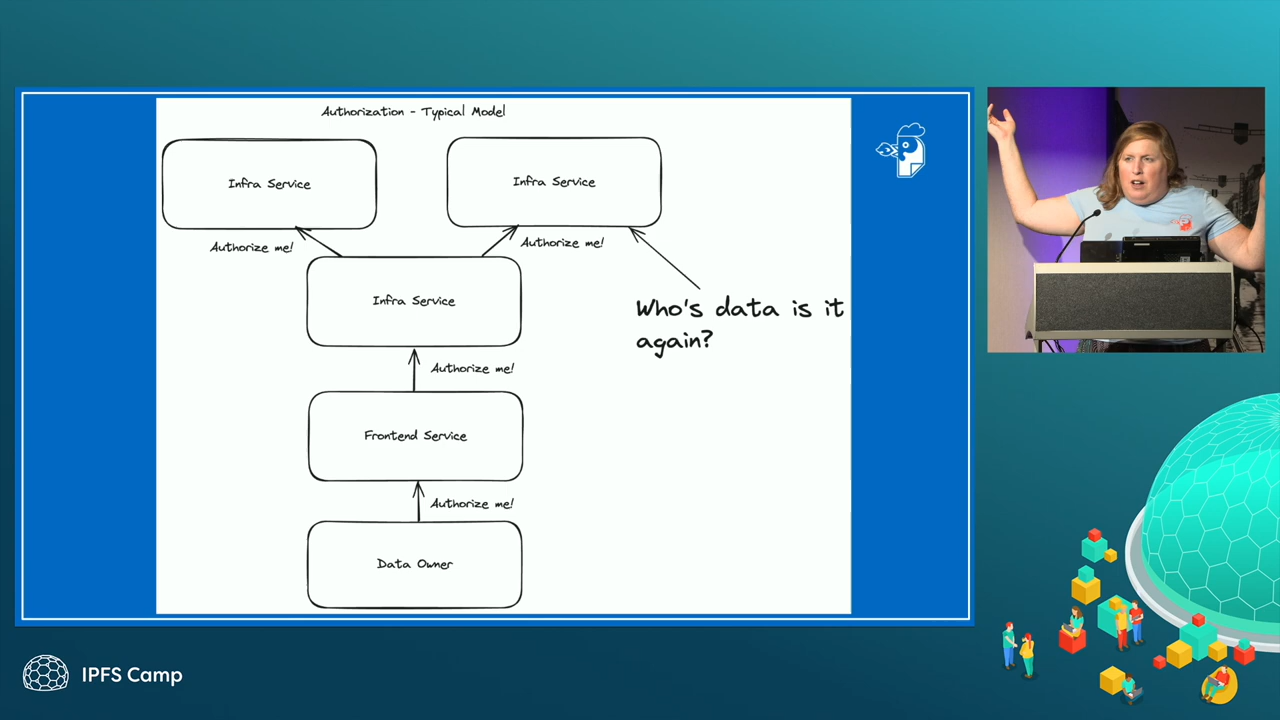 Authorization - Typical Model
Infra Service
Infra Service
Authorize me!
Authorize me!
Infra Service
Who's data is it
again?
Authorize me!
Frontend Service
Authorize me!
Data Owner
IPFS Camp